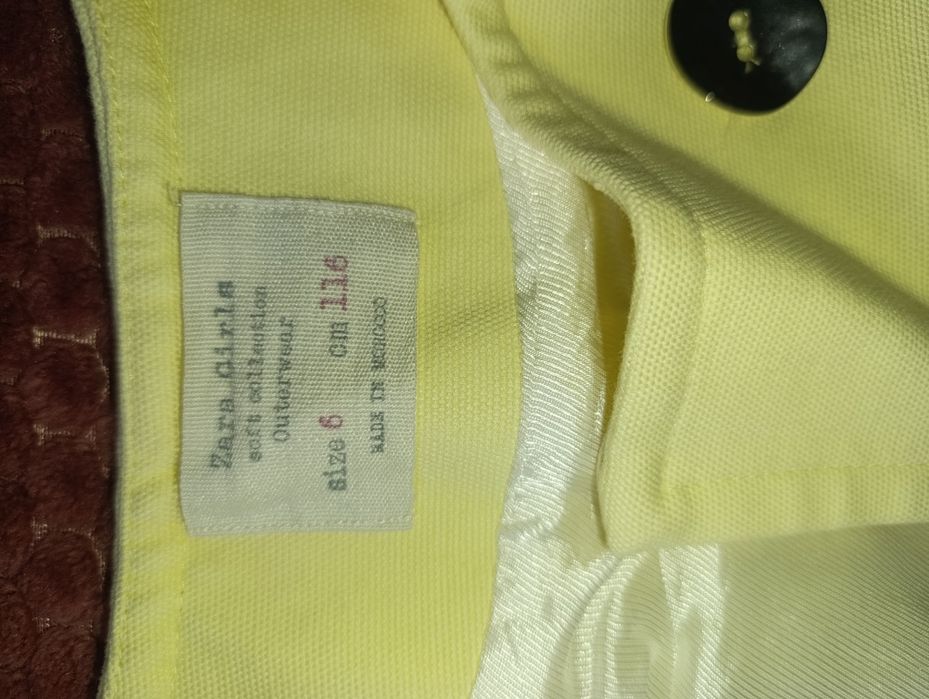 Zara Girls
soft collection
Outerwear
size 6 cm 116
MADE IN MOROCCO